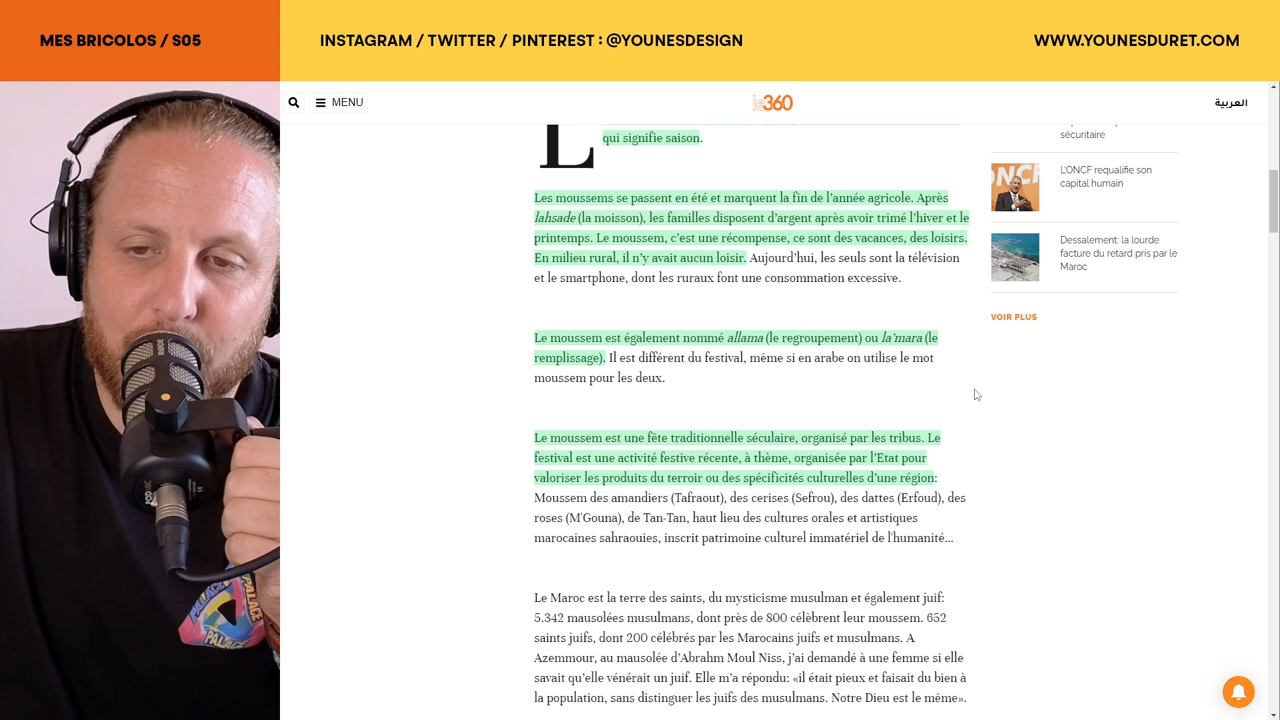 MES BRICOLOS / S05
INSTAGRAM / TWITTER / PINTEREST : @YOUNESDESIGN
WWW.YOUNESDURET.COM
MENU
le360
العربية
L
qui signifie saison.
Les moussems se passent en été et marquent la fin de l'année agricole. Après
lahsade (la moisson), les familles disposent d'argent après avoir trimé l'hiver et le
printemps. Le moussem, c'est une récompense, ce sont des vacances, des loisirs.
En milieu rural, il n'y avait aucun loisir. Aujourd'hui, les seuls sont la télévision
et le smartphone, dont les ruraux font une consommation excessive.
Le moussem est également nommé allama (le regroupement) ou la'mara (le
remplissage). Il est différent du festival, même si en arabe on utilise le mot
moussem pour les deux.
Le moussem est une fête traditionnelle séculaire, organisé par les tribus. Le
festival est une activité festive récente, à thème, organisée par l'Etat pour
valoriser les produits du terroir ou des spécificités culturelles d'une région:
Moussem des amandiers (Tafraout), des cerises (Sefrou), des dattes (Erfoud), des
roses (M'Gouna), de Tan-Tan, haut lieu des cultures orales et artistiques
marocaines sahraouies, inscrit patrimoine culturel immatériel de l'humanité...
Le Maroc est la terre des saints, du mysticisme musulman et également juif:
5.342 mausolées musulmans, dont près de 800 célèbrent leur moussem. 652
saints juifs, dont 200 célébrés par les Marocains juifs et musulmans. A
Azemmour, au mausolée d'Abrahm Moul Niss, j'ai demandé à une femme si elle
savait qu'elle vénérait un juif. Elle m'a répondu: «il était pieux et faisait du bien à
la population, sans distinguer les juifs des musulmans. Notre Dieu est le même».
sécuritaire
L'ONCF requalifie son
capital humain
Dessalement: la lourde
facture du retard pris par le
Maroc
VOIR PLUS
RØDE
PALACE
PALACE